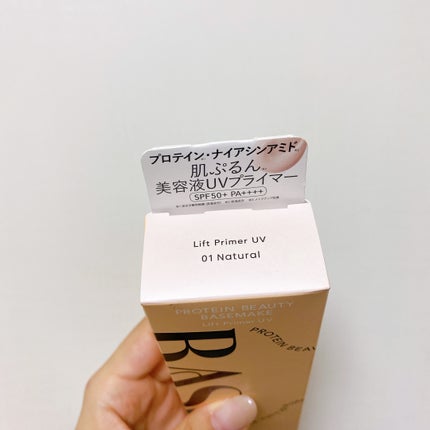 プロテイン・ナイアシンアミド
肌ぷるん
美容液UVプライマー
SPF50+ PA++++
Lift Primer UV
01 Natural
PROTEIN BEAUTY
BASEMAKE
Lift Primer UV
PROTEIN BEAU
BAS